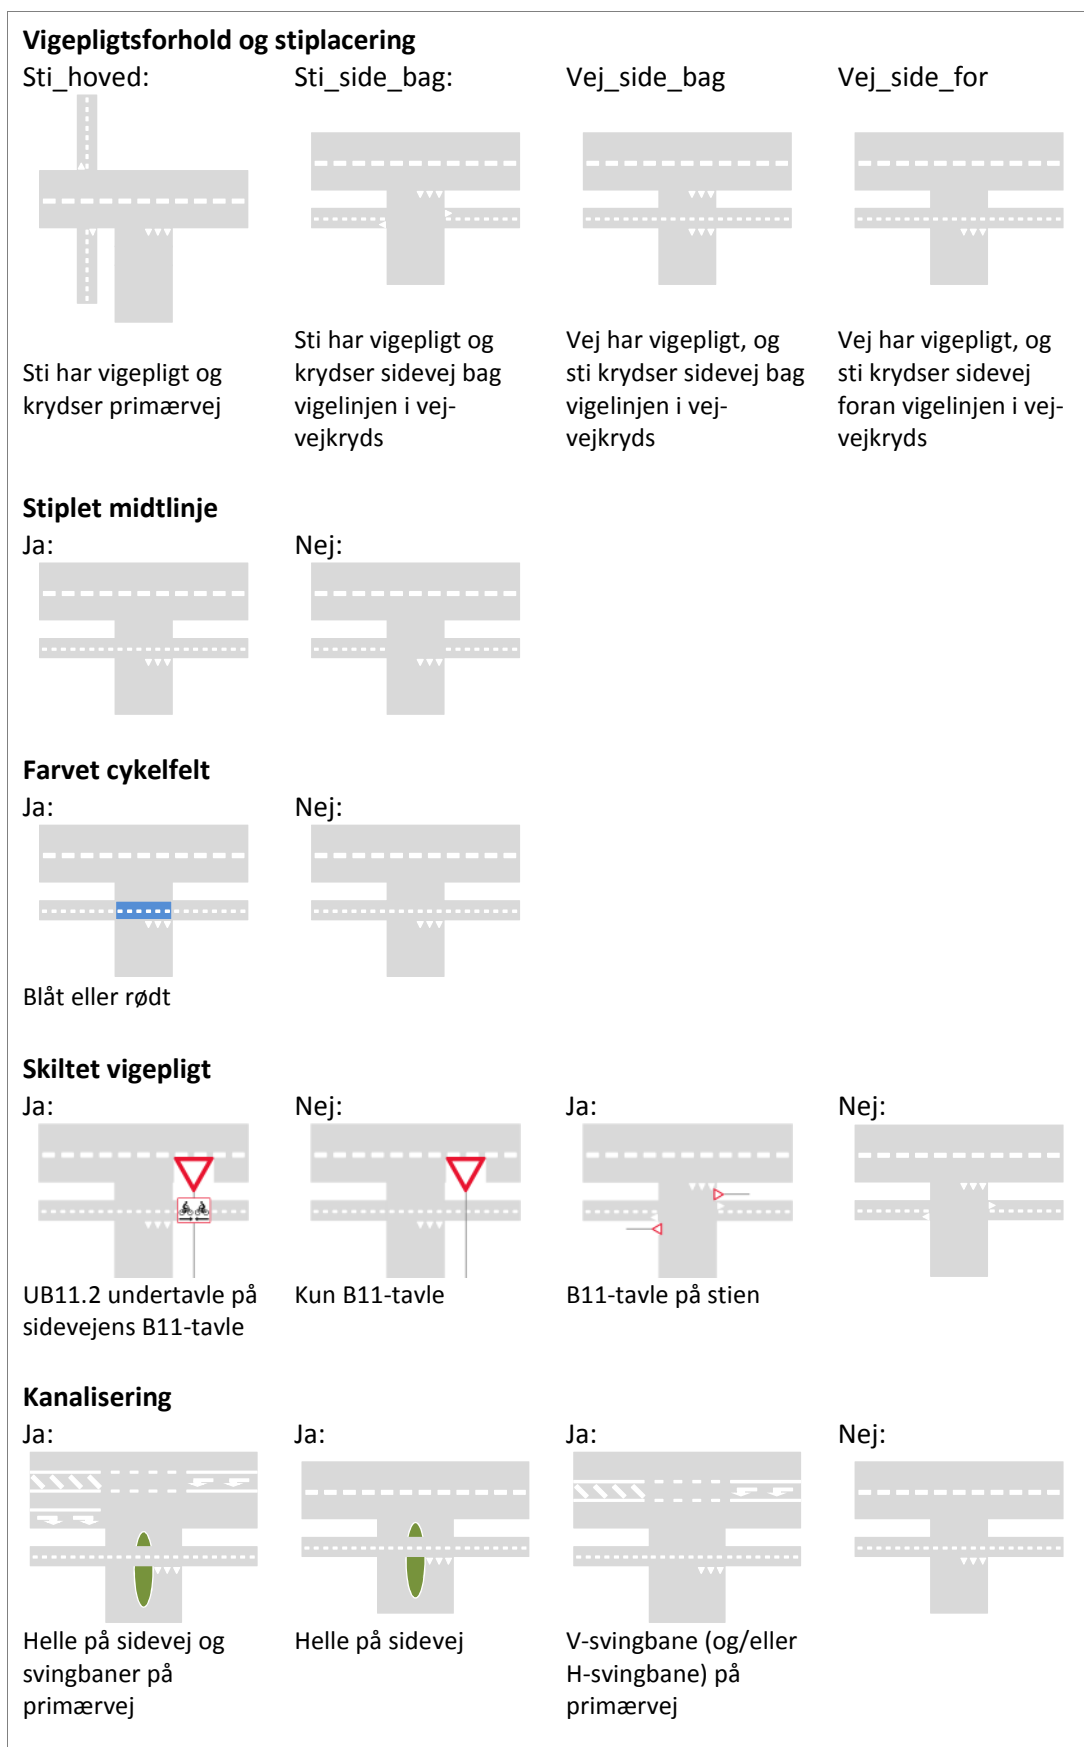 Vigepligtsforhold og stiplacering
Sti_hoved:
Sti har vigepligt og
krydser primærvej
Sti_side_bag:
Sti har vigepligt og
krydser sidevej bag
vigelinjen i vej-
vejkryds
Vej_side_bag
Vej har vigepligt, og
sti krydser sidevej bag
vigelinjen i vej-
vejkryds
Vej_side_for
Vej har vigepligt, og
sti krydser sidevej
foran vigelinjen i vej-
vejkryds
Stiplet midtlinje
Ja:
Nej:
Farvet cykelfelt
Ja:
Blåt eller rødt
Nej:
Skiltet vigepligt
Ja:
UB11.2 undertavle på
sidevejens B11-tavle
Nej:
Kun B11-tavle
Ja:
B11-tavle på stien
Nej:
Kanalisering
Ja:
Helle på sidevej og
svingbaner på
primærvej
Ja:
Helle på sidevej
Ja:
V-svingbane (og/eller
H-svingbane) på
primærvej
Nej: